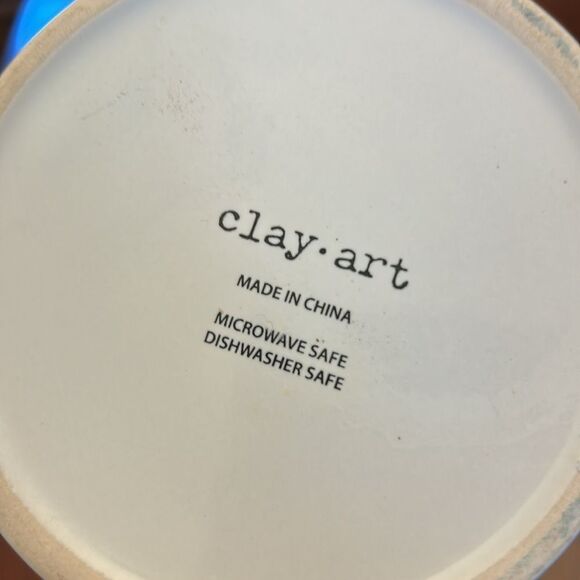 clay·art
MADE IN CHINA
MICROWAVE SAFE
DISHWASHER SAFE